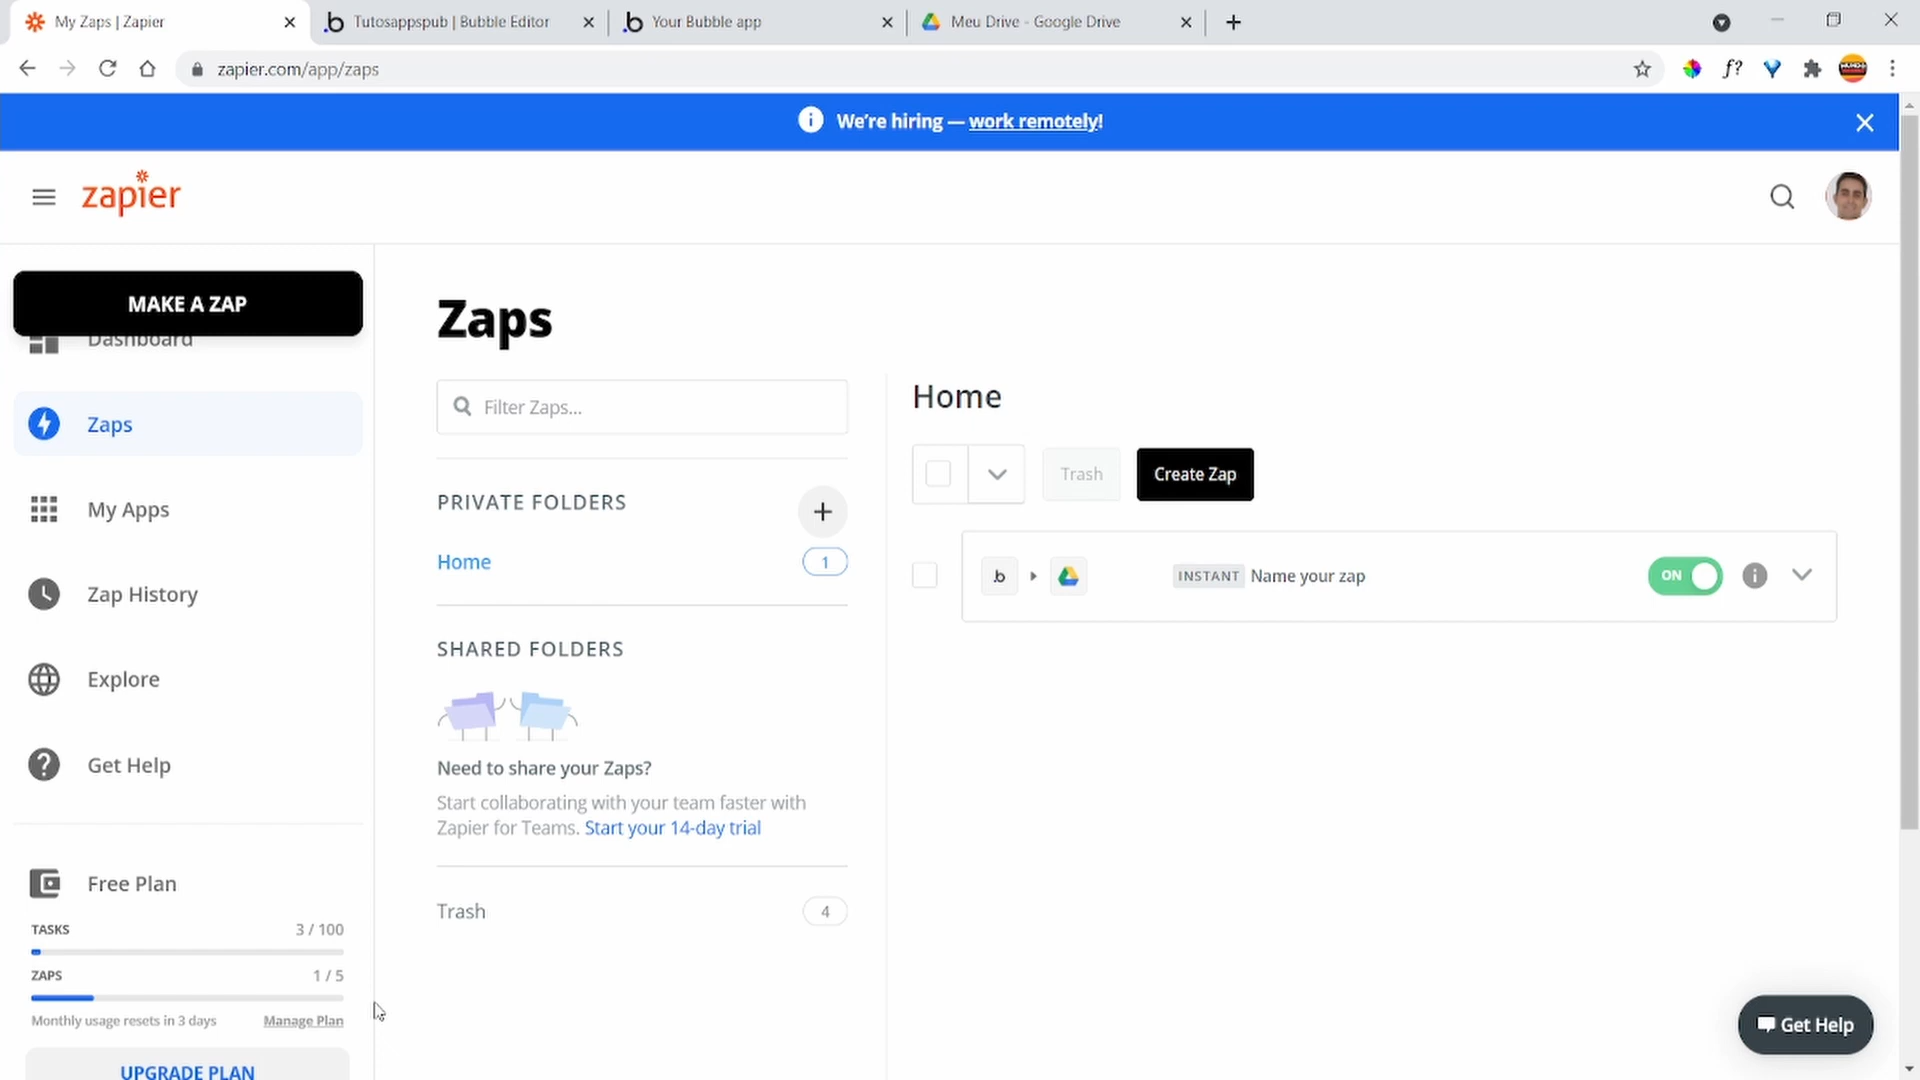 My Zaps | Zapier
Tutosappspub | Bubble Editor
Your Bubble app
Meu Drive - Google Drive
zapier.com/app/zaps
f?
We're hiring — work remotely!
zapier
MAKE A ZAP
Dashboard
Zaps
My Apps
Zap History
Explore
Get Help
Free Plan
TASKS 3 / 100
ZAPS 1 / 5
Monthly usage resets in 3 days Manage Plan
UPGRADE PLAN
Zaps
Filter Zaps...
PRIVATE FOLDERS
Home 1
SHARED FOLDERS
Need to share your Zaps?
Start collaborating with your team faster with
Zapier for Teams. Start your 14-day trial
Trash 4
Home
Trash Create Zap
.b INSTANT Name your zap ON
Get Help